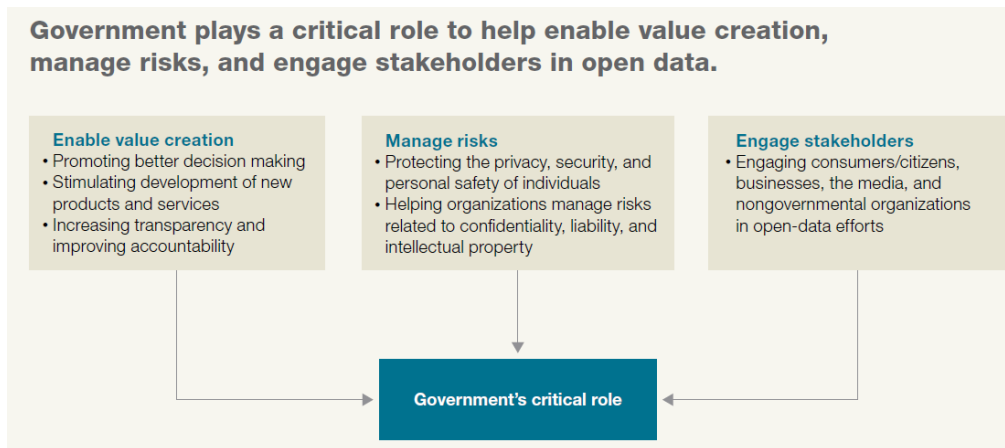 Government plays a critical role to help enable value creation,
manage risks, and engage stakeholders in open data.
Enable value creation
• Promoting better decision making
• Stimulating development of new
products and services
• Increasing transparency and
improving accountability
Manage risks
• Protecting the privacy, security, and
personal safety of individuals
• Helping organizations manage risks
related to confidentiality, liability, and
intellectual property
Engage stakeholders
• Engaging consumers/citizens,
businesses, the media, and
nongovernmental organizations
in open-data efforts
Government’s critical role